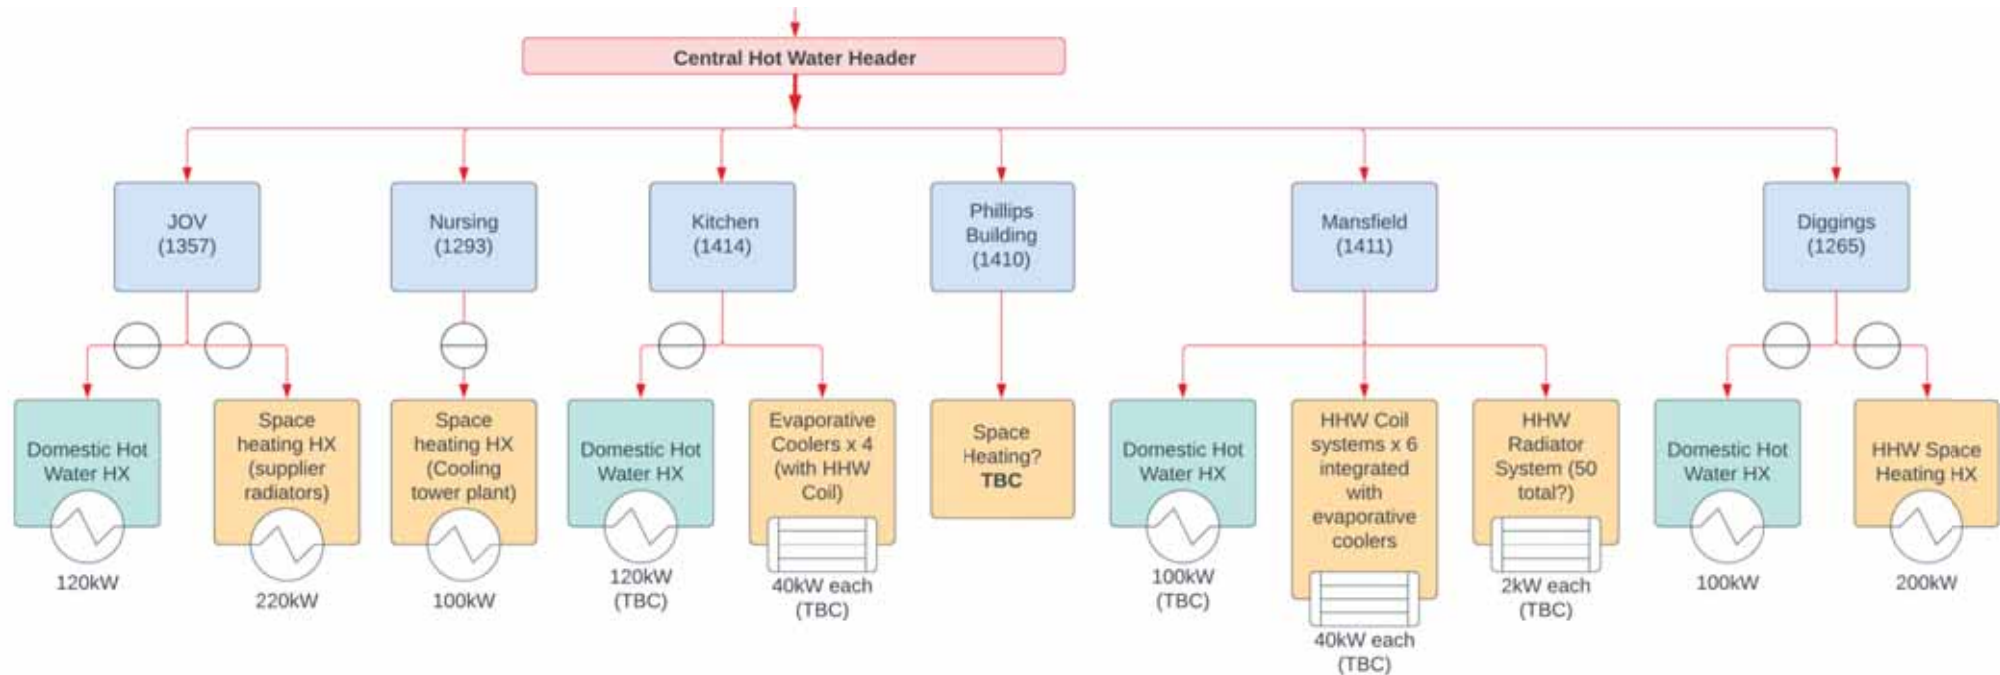 Central Hot Water Header
JOV
(1357)
Nursing
(1293)
Kitchen
(1414)
Phillips
Building
(1410)
Mansfield
(1411)
Diggings
(1265)
Domestic Hot
Water HX
120kW
Space
heating HX
(supplier
radiators)
220kW
Space
heating HX
(Cooling
tower plant)
100kW
Domestic Hot
Water HX
120kW
(TBC)
Evaporative
Coolers x 4
(with HHW
Coil)
40kW each
(TBC)
Space
Heating?
TBC
Domestic Hot
Water HX
100kW
(TBC)
HHW Coil
systems x 6
integrated
with
evaporative
coolers
40kW each
(TBC)
HHW
Radiator
System (50
total?)
2kW each
(TBC)
Domestic Hot
Water HX
100kW
HHW Space
Heating HX
200kW